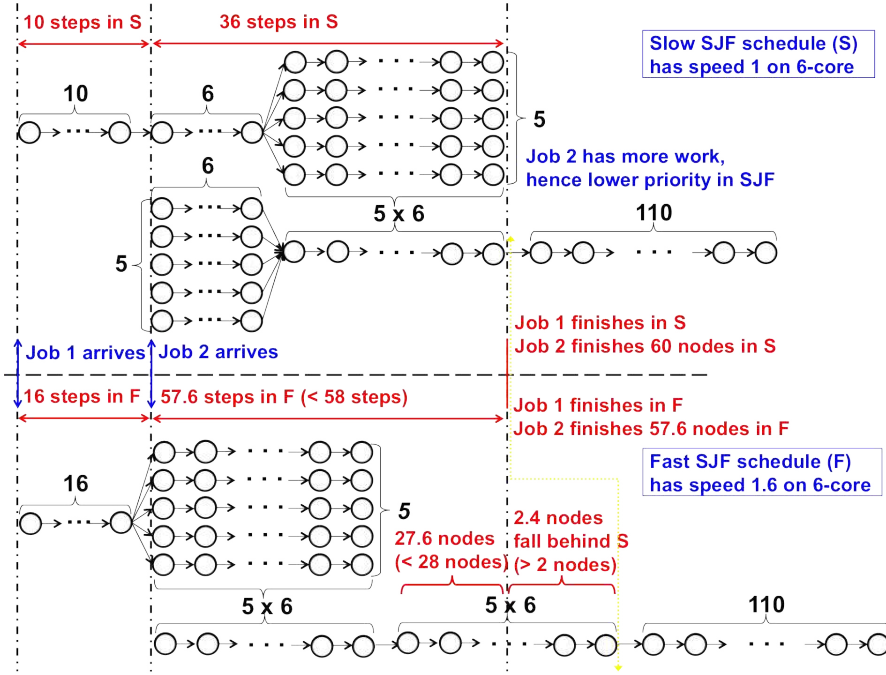 10 steps in S
36 steps in S
Slow SJF schedule (S)
has speed 1 on 6-core
10
6
5
Job 2 has more work,
hence lower priority in SJF
6
5 x 6
110
5
Job 1 finishes in S
Job 2 finishes 60 nodes in S
Job 1 arrives
Job 2 arrives
16 steps in F
57.6 steps in F (< 58 steps)
Job 1 finishes in F
Job 2 finishes 57.6 nodes in F
Fast SJF schedule (F)
has speed 1.6 on 6-core
16
5
27.6 nodes
(< 28 nodes)
2.4 nodes
fall behind S
(> 2 nodes)
5 x 6
5 x 6
110